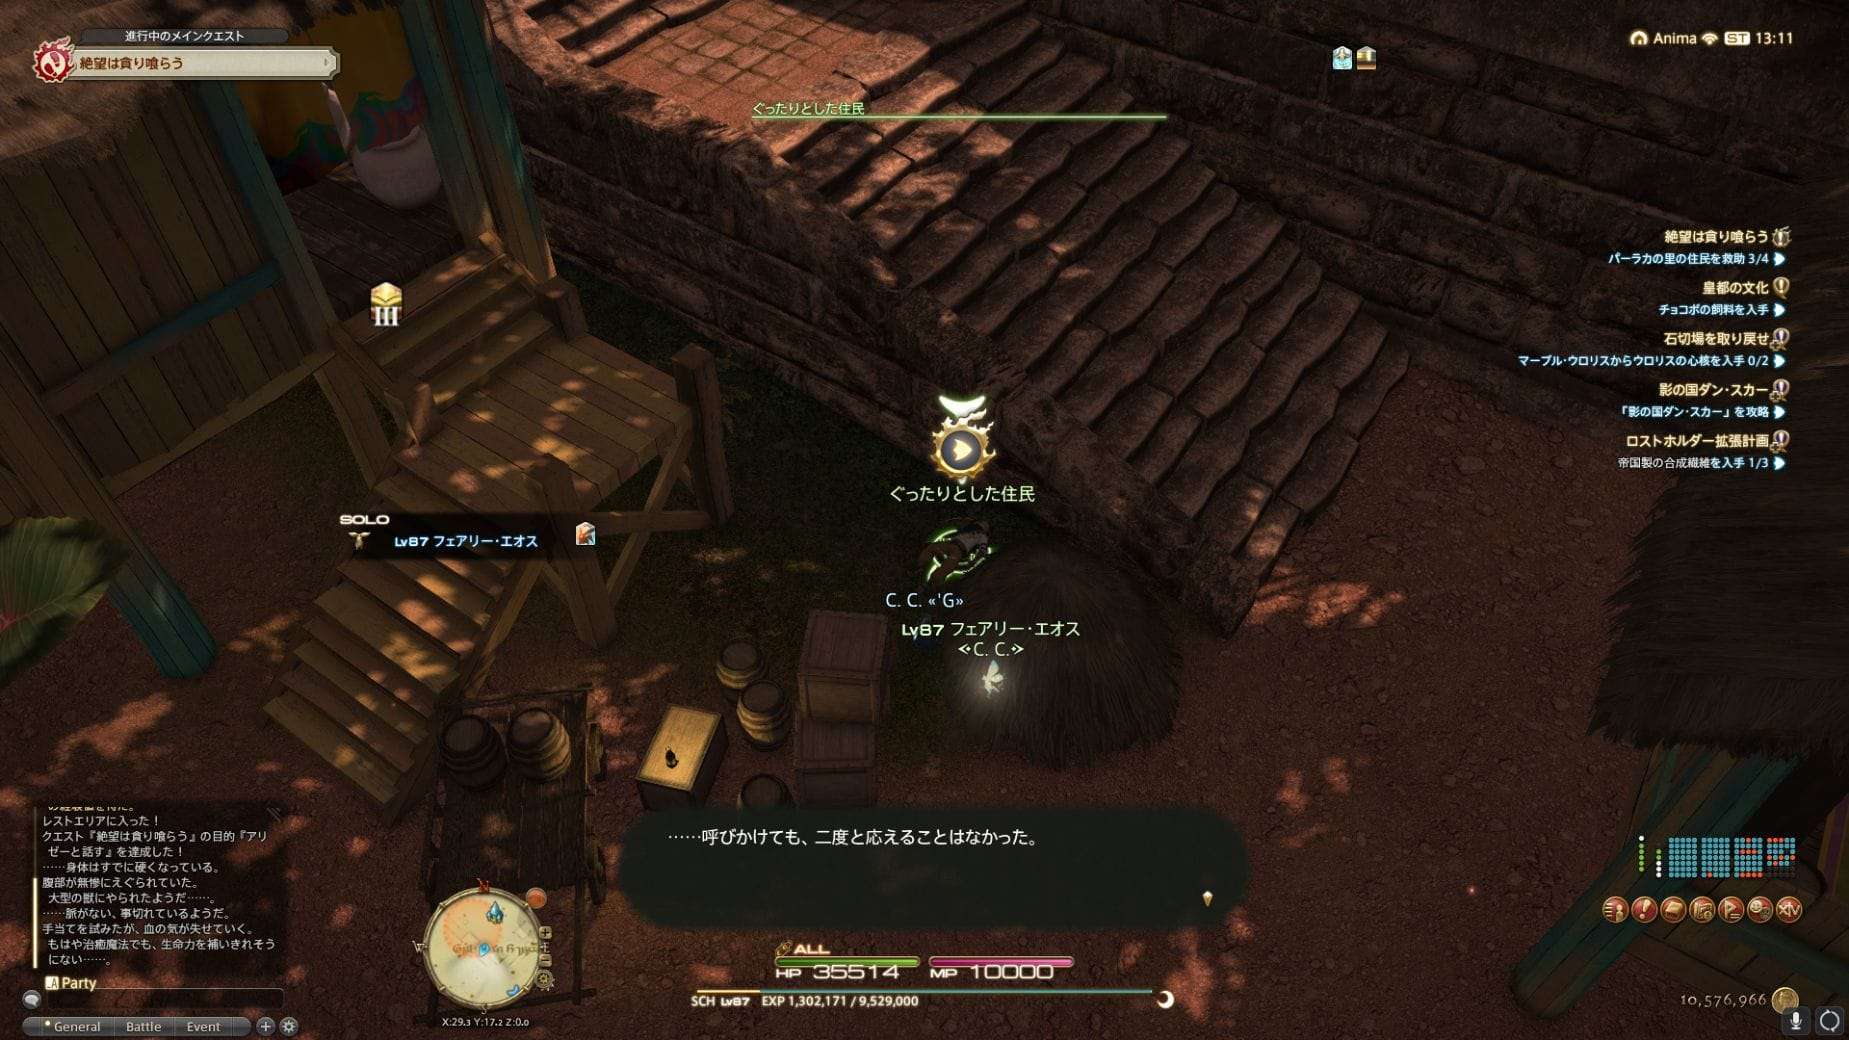 進行中のメインクエスト
絶望は貪り喰らう
Anima ST 13:11
ぐったりとした住民
絶望は貪り喰らう
パーラカの里の住民を救助 3/4
皇都の文化
チョコボの飼料を入手
石切場を取り戻せ
マーブル・ウロリスからウロリスの心核を入手 0/2
影の国ダン・スカー
「影の国ダン・スカー」を攻略
ロストホルダー拡張計画
帝国製の合成繊維を入手 1/3
III
ぐったりとした住民
SOLO
Lv87 フェアリー・エオス
C. C. «'G»
Lv87 フェアリー・エオス
C. C.
レストエリアに入った！
クエスト『絶望は貪り喰らう』の目的『アリ
ゼーと話す』を達成した！
……身体はすでに硬くなっている。
腹部が無惨にえぐられていた。
大型の獣にやられたようだ……。
……脈がない、事切れているようだ。
手当てを試みたが、血の気が失せていく。
もはや治癒魔法でも、生命力を補いきれそう
にない……。
……呼びかけても、二度と応えることはなかった。
ALL
HP 35514 MP 10000
SCH Lv87 EXP 1,302,171 / 9,529,000
X:29.3 Y:17.2 Z:0.0
Party
General Battle Event
XIV
10,576,966